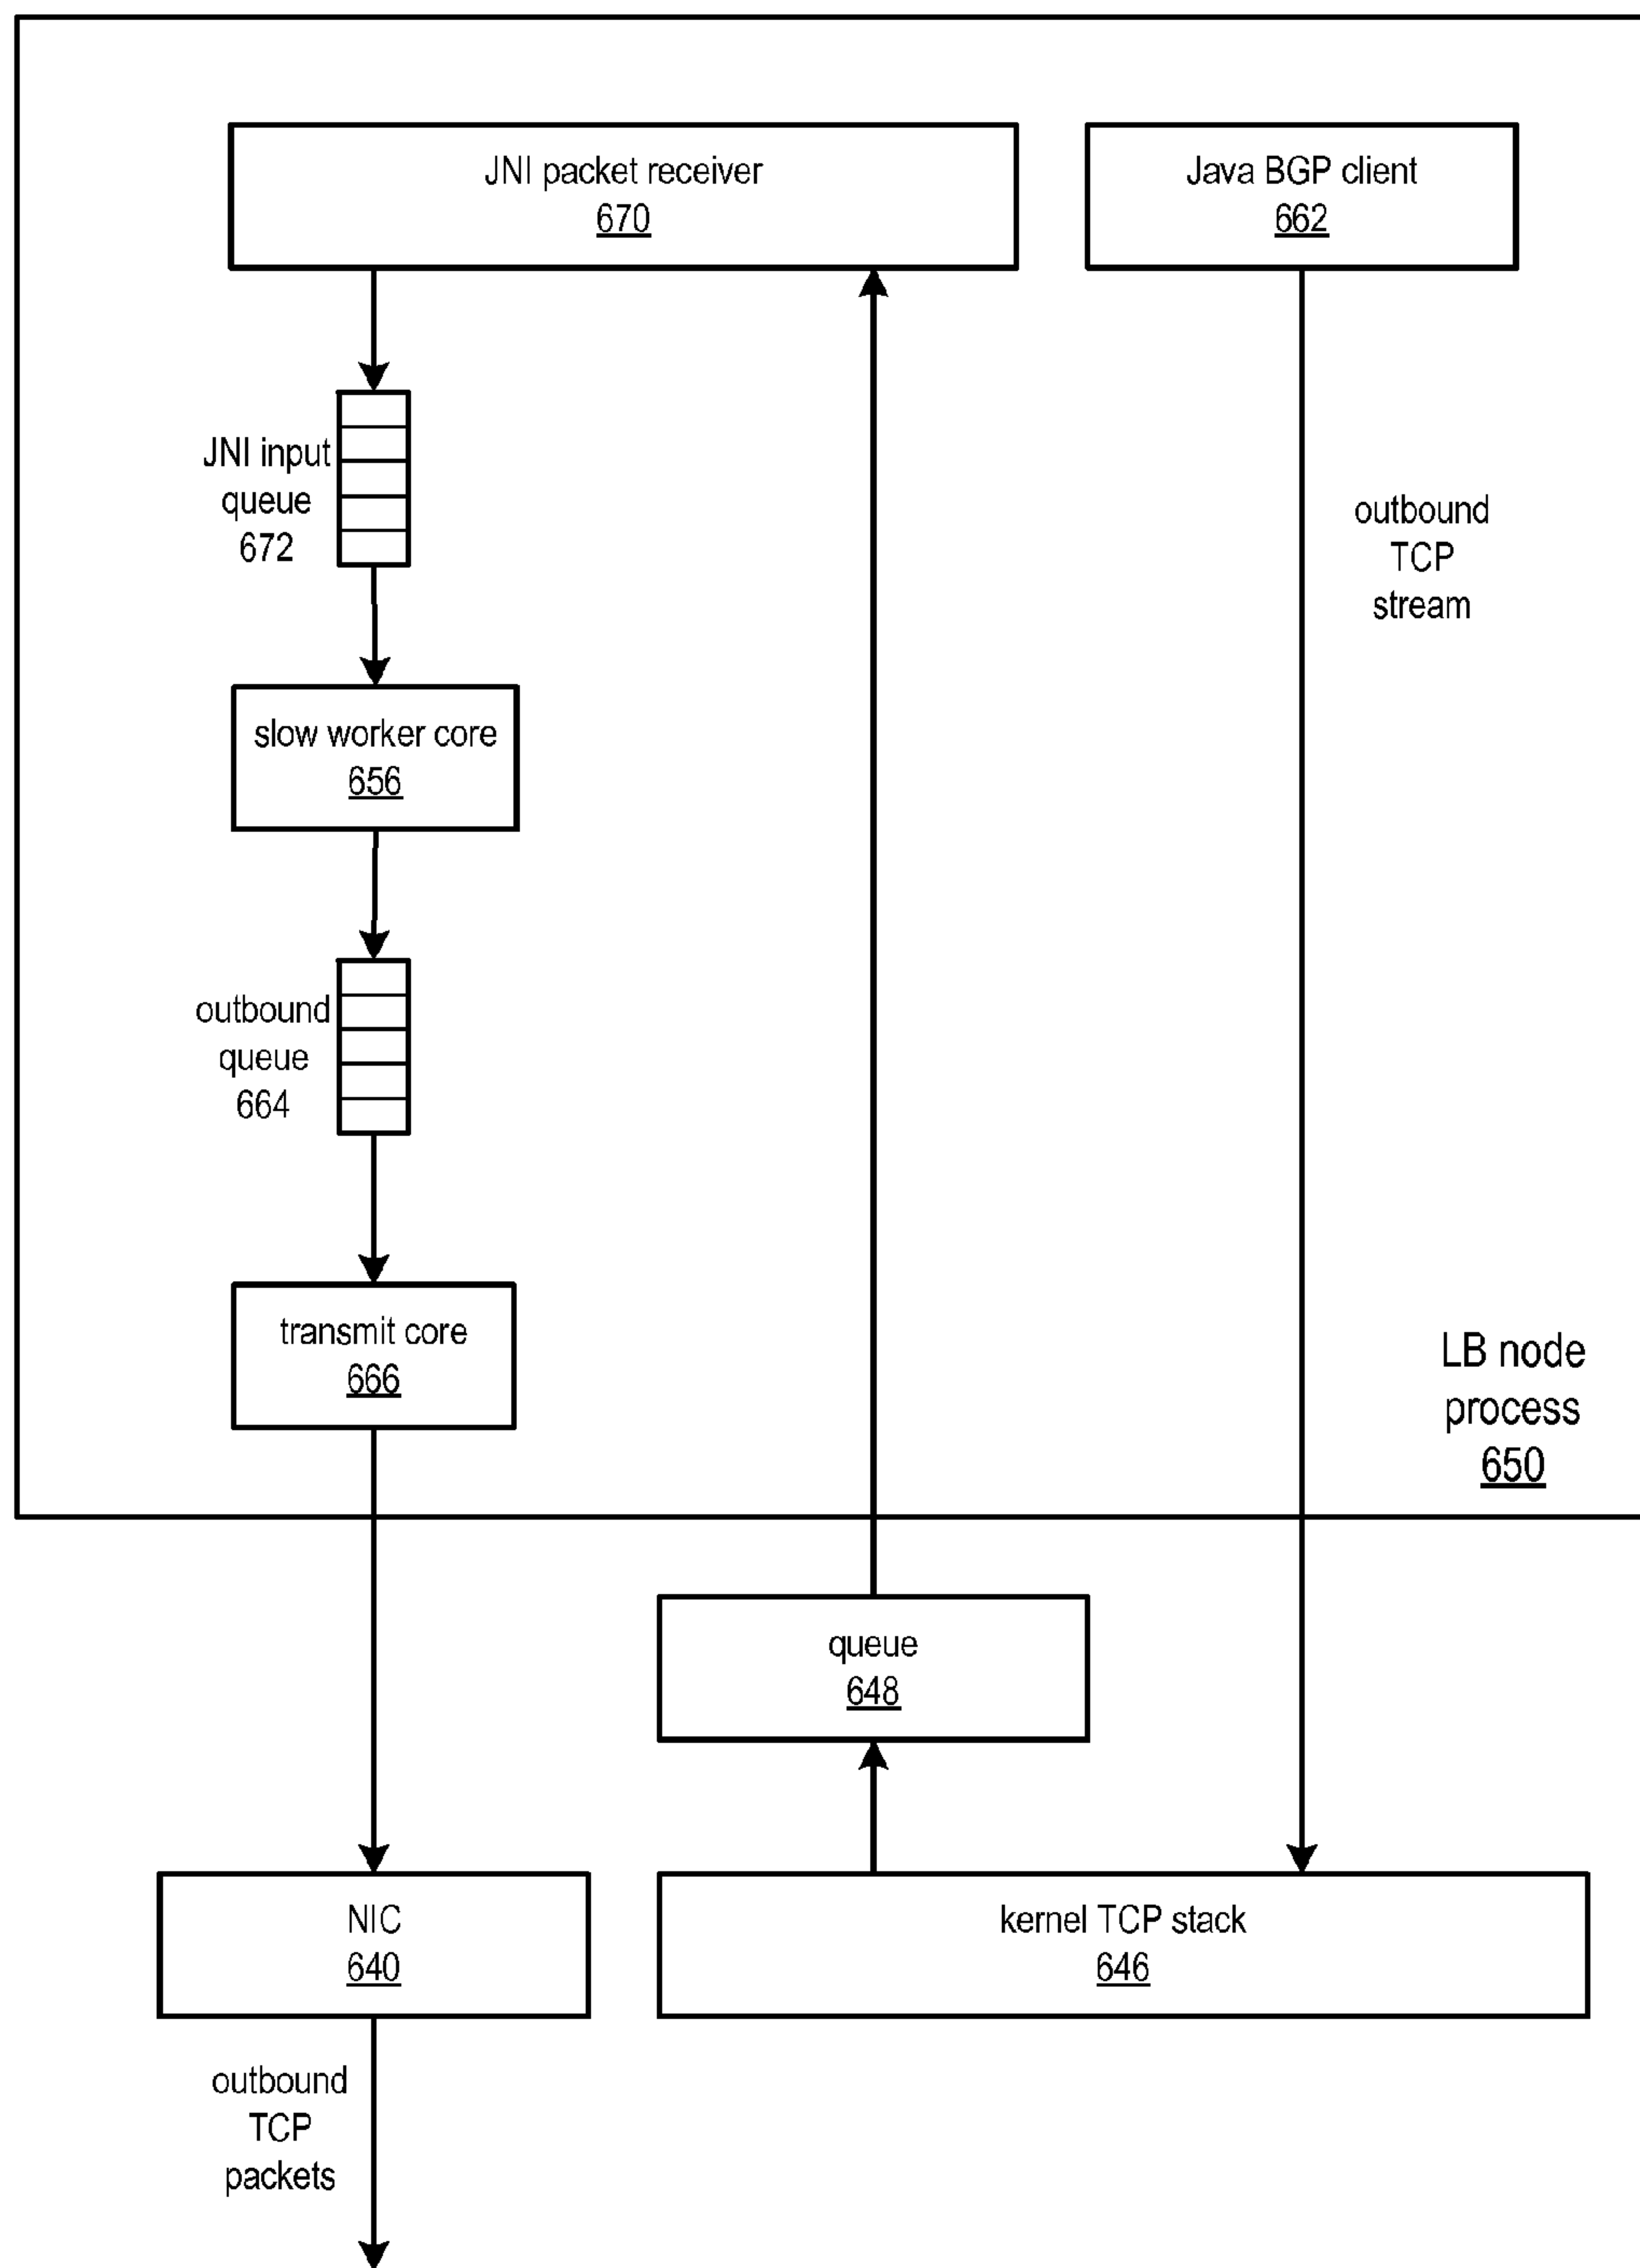 JNI packet receiver
670
Java BGP client
662
JNI input
queue
672
outbound
TCP
stream
slow worker core
656
outbound
queue
664
transmit core
666
LB node
process
650
queue
648
NIC
640
kernel TCP stack
646
outbound
TCP
packets